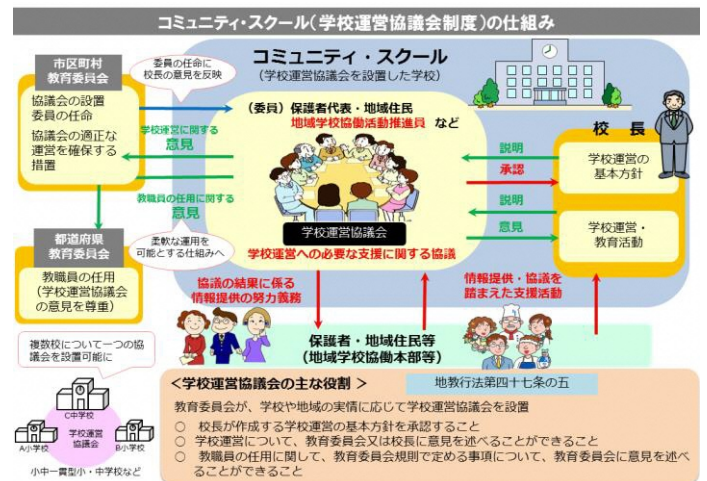 コミュニティ・スクール(学校運営協議会制度)の仕組み
市区町村
教育委員会
協議会の設置
委員の任命
協議会の適正な
運営を確保する
措置
委員の任命に
校長の意見を反映
コミュニティ・スクール
(学校運営協議会を設置した学校)
(委員)保護者代表・地域住民
地域学校協働活動推進員 など
学校運営に関する
意見
教職員の任用に関する
意見
柔軟な運用を
可能とする仕組みへ
学校運営協議会
学校運営への必要な支援に関する協議
校 長
説明
承認
学校運営の
基本方針
説明
意見
学校運営・
教育活動
都道府県
教育委員会
教職員の任用
(学校運営協議会
の意見を尊重)
協議の結果に係る
情報提供の努力義務
情報提供・協議を
踏まえた支援活動
保護者・地域住民等
(地域学校協働本部等)
複数校について一つの協
議会を設置可能に
C中学校
学校運営
協議会
A小学校
B小学校
小中一貫型小・中学校など
<学校運営協議会の主な役割 >
地教行法第四十七条の五
教育委員会が、学校や地域の実情に応じて学校運営協議会を設置
○ 校長が作成する学校運営の基本方針を承認すること
○ 学校運営について、教育委員会又は校長に意見を述べることができること
○ 教職員の任用に関して、教育委員会規則で定める事項について、教育委員会に意見を述べ
ることができること